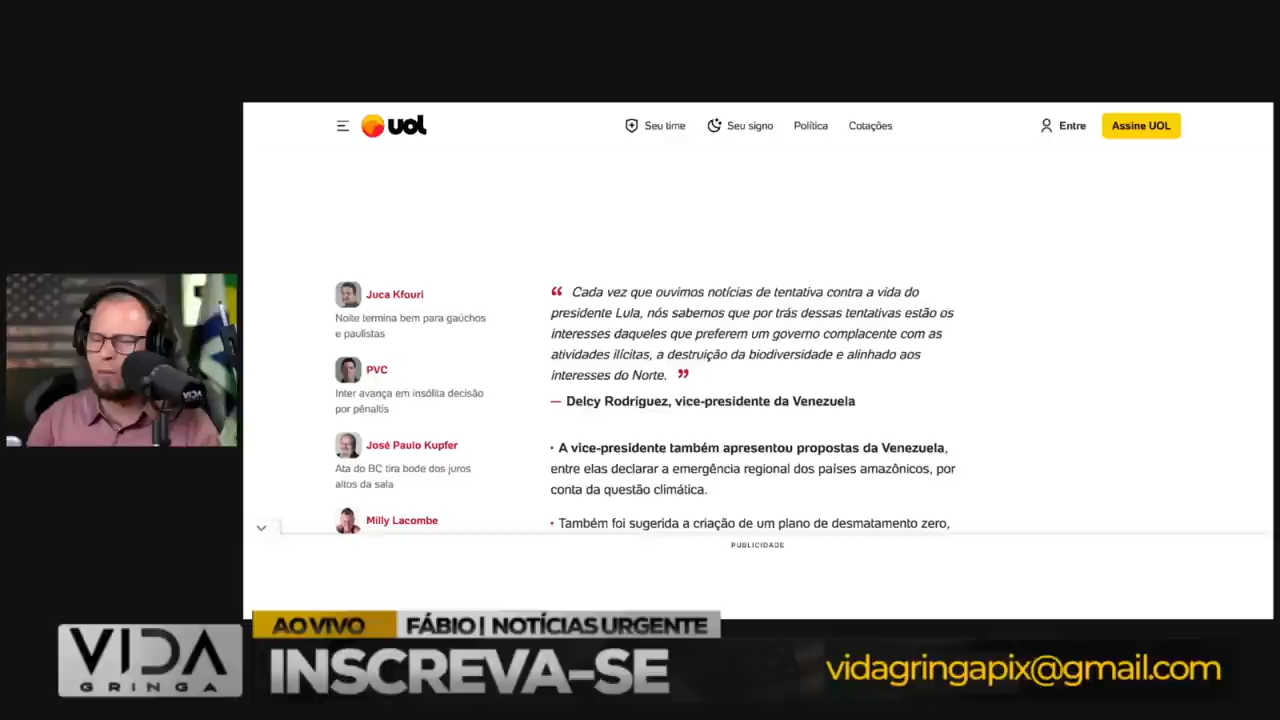 uol
Seu time
Seu signo
Política
Cotações
Entre
Assine UOL
Juca Kfouri
Noite termina bem para gaúchos
e paulistas
PVC
Inter avança em insólita decisão
por pênaltis
José Paulo Kupfer
Ata do BC tira bode dos juros
altos da sala
Milly Lacombe
“ Cada vez que ouvimos notícias de tentativa contra a vida do
presidente Lula, nós sabemos que por trás dessas tentativas estão os
interesses daqueles que preferem um governo complacente com as
atividades ilícitas, a destruição da biodiversidade e alinhado aos
interesses do Norte. ”
— Delcy Rodríguez, vice-presidente da Venezuela
• A vice-presidente também apresentou propostas da Venezuela,
entre elas declarar a emergência regional dos países amazônicos, por
conta da questão climática.
• Também foi sugerida a criação de um plano de desmatamento zero,
PUBLICIDADE
VIDA
AO VIVO
FÁBIO | NOTÍCIAS URGENTE
VIDA
GRINGA
INSCREVA-SE
vidagringapix@gmail.com